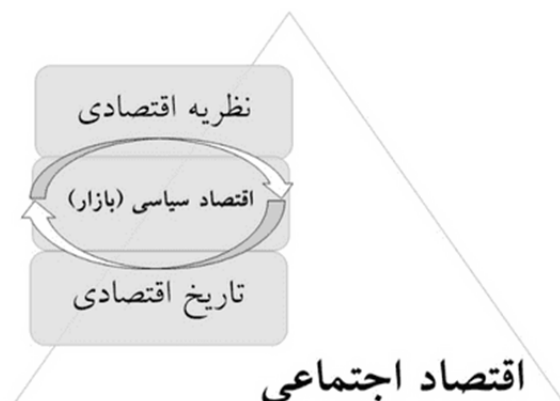 نظریه اقتصادی
اقتصاد سیاسی (بازار)
تاریخ اقتصادی
اقتصاد اجتماعی